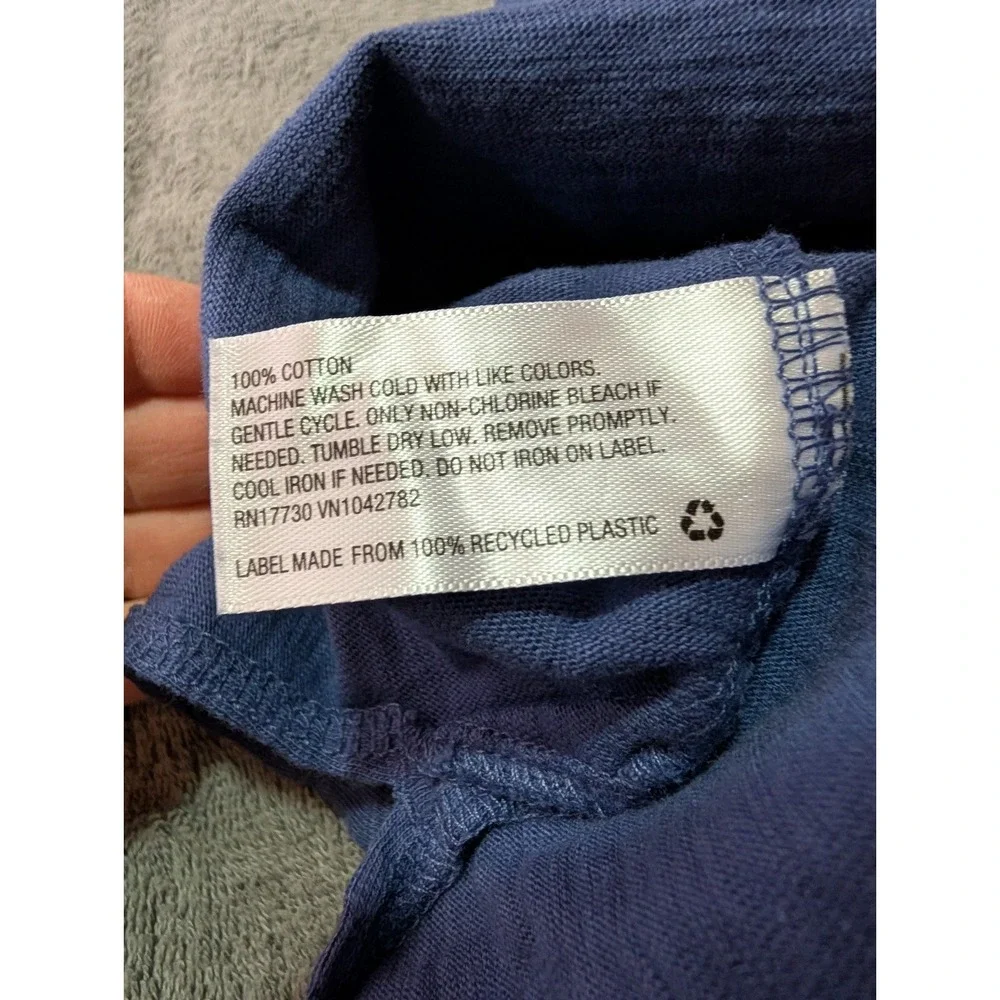 100% COTTON
MACHINE WASH COLD WITH LIKE COLORS.
GENTLE CYCLE. ONLY NON-CHLORINE BLEACH IF
NEEDED. TUMBLE DRY LOW. REMOVE PROMPTLY.
COOL IRON IF NEEDED. DO NOT IRON ON LABEL.
RN17730 VN1042782
LABEL MADE FROM 100% RECYCLED PLASTIC